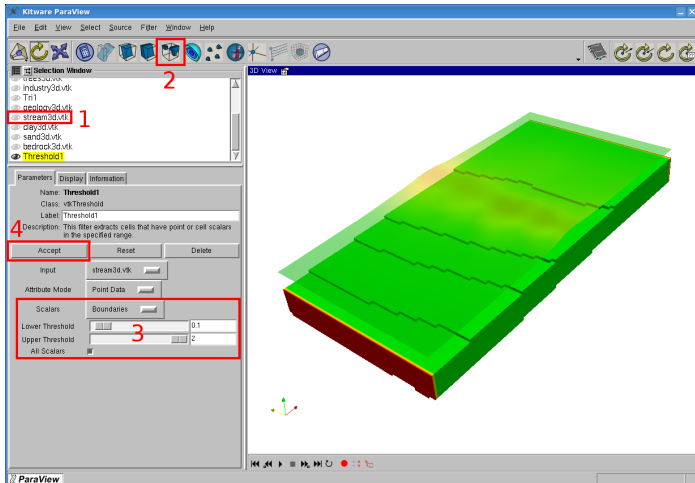 Kitware ParaView
File Edit View Select Source Filter Window Help
2
Selection Window
3D View
trees3d.vtk
industry3d.vtk
Tri1
geology3d.vtk
stream3d.vtk
1
clay3d.vtk
sand3d.vtk
bedrock3d.vtk
Threshold1
Parameters Display Information
Name: Threshold1
Class: vtkThreshold
Label: Threshold1
4
Description: This filter extracts cells that have point or cell scalars
in the specified range.
Accept Reset Delete
Input stream3d.vtk
Attribute Mode Point Data
Scalars Boundaries
Lower Threshold 0.1
3
Upper Threshold 2
All Scalars
ParaView